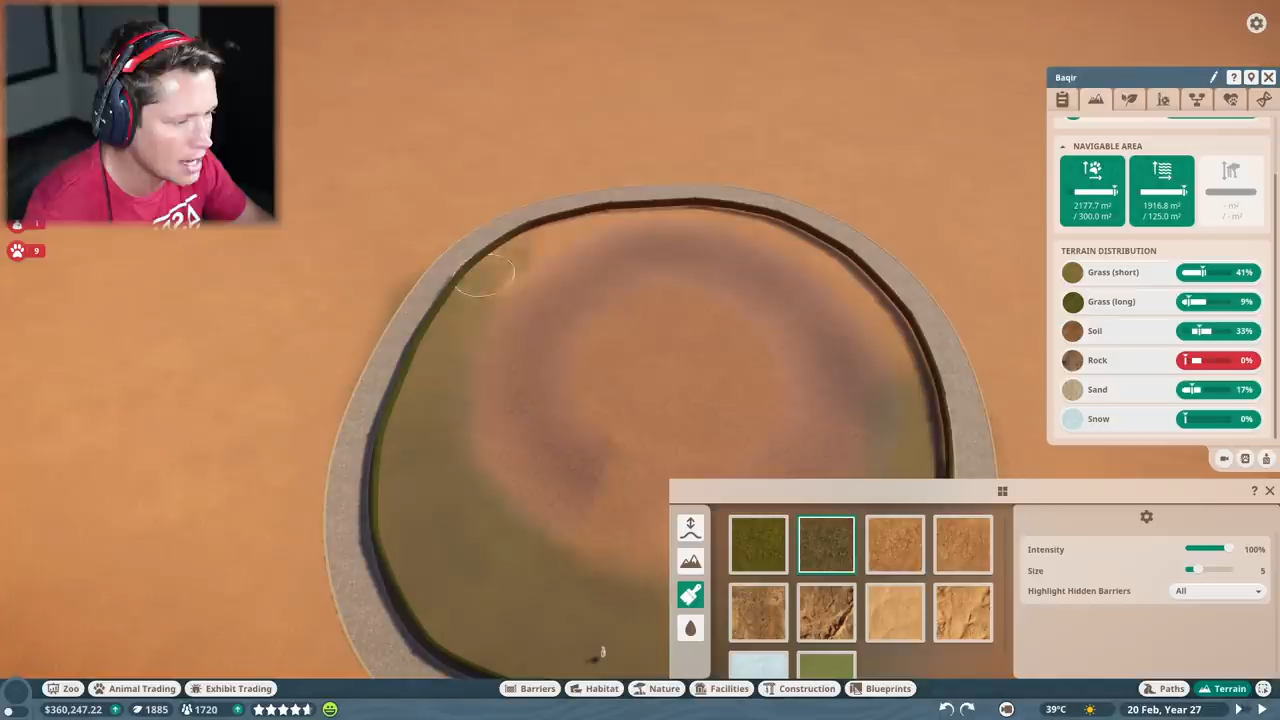 Baqir
?
NAVIGABLE AREA
2177.7 m²
/ 300.0 m²
1916.8 m²
/ 125.0 m²
- m²
/ - m²
TERRAIN DISTRIBUTION
Grass (short) 41%
Grass (long) 9%
Soil 33%
Rock 0%
Sand 17%
Snow 0%
9
?
Intensity 100%
Size 5
Highlight Hidden Barriers All
Zoo
Animal Trading
Exhibit Trading
Barriers
Habitat
Nature
Facilities
Construction
Blueprints
Paths
Terrain
$360,247.22
1885
1720
39°C
20 Feb, Year 27